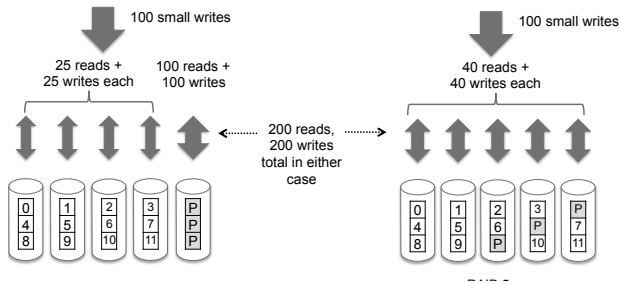 100 small writes
100 small writes
25 reads +
25 writes each
100 reads +
100 writes
40 reads +
40 writes each
200 reads,
200 writes
total in either
case
0
4
8
1
5
9
2
6
10
3
7
11
P
P
P
0
4
8
1
5
9
2
6
P
3
P
10
P
7
11